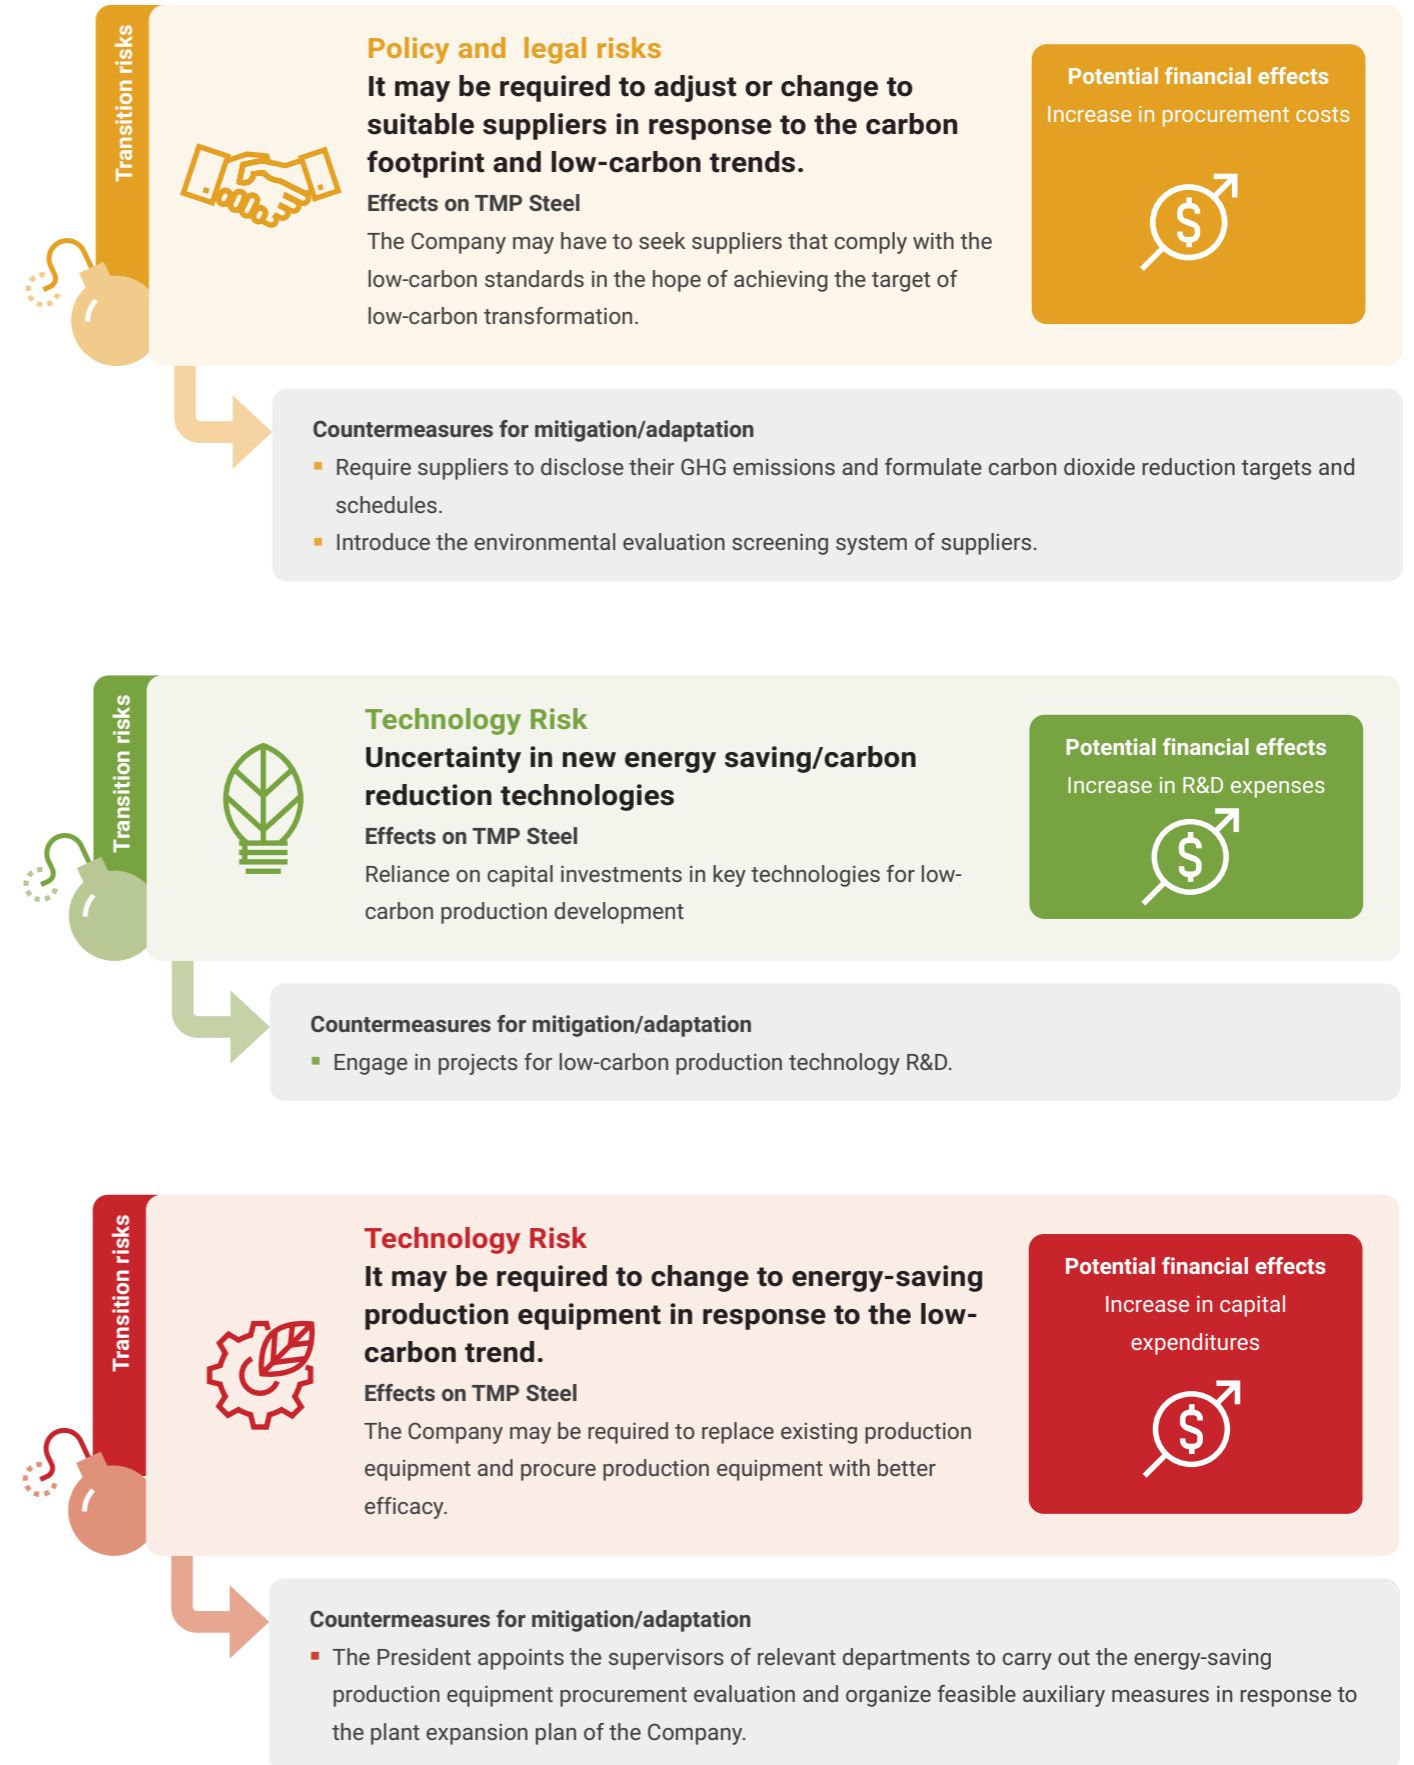 Transition risks
Policy and legal risks
It may be required to adjust or change to
suitable suppliers in response to the carbon
footprint and low-carbon trends.
Effects on TMP Steel
The Company may have to seek suppliers that comply with the
low-carbon standards in the hope of achieving the target of
low-carbon transformation.
Potential financial effects
Increase in procurement costs
$
Countermeasures for mitigation/adaptation
▪ Require suppliers to disclose their GHG emissions and formulate carbon dioxide reduction targets and
schedules.
▪ Introduce the environmental evaluation screening system of suppliers.
Transition risks
Technology Risk
Uncertainty in new energy saving/carbon
reduction technologies
Effects on TMP Steel
Reliance on capital investments in key technologies for low-
carbon production development
Potential financial effects
Increase in R&D expenses
$
Countermeasures for mitigation/adaptation
▪ Engage in projects for low-carbon production technology R&D.
Transition risks
Technology Risk
It may be required to change to energy-saving
production equipment in response to the low-
carbon trend.
Effects on TMP Steel
The Company may be required to replace existing production
equipment and procure production equipment with better
efficacy.
Potential financial effects
Increase in capital
expenditures
$
Countermeasures for mitigation/adaptation
▪ The President appoints the supervisors of relevant departments to carry out the energy-saving
production equipment procurement evaluation and organize feasible auxiliary measures in response to
the plant expansion plan of the Company.